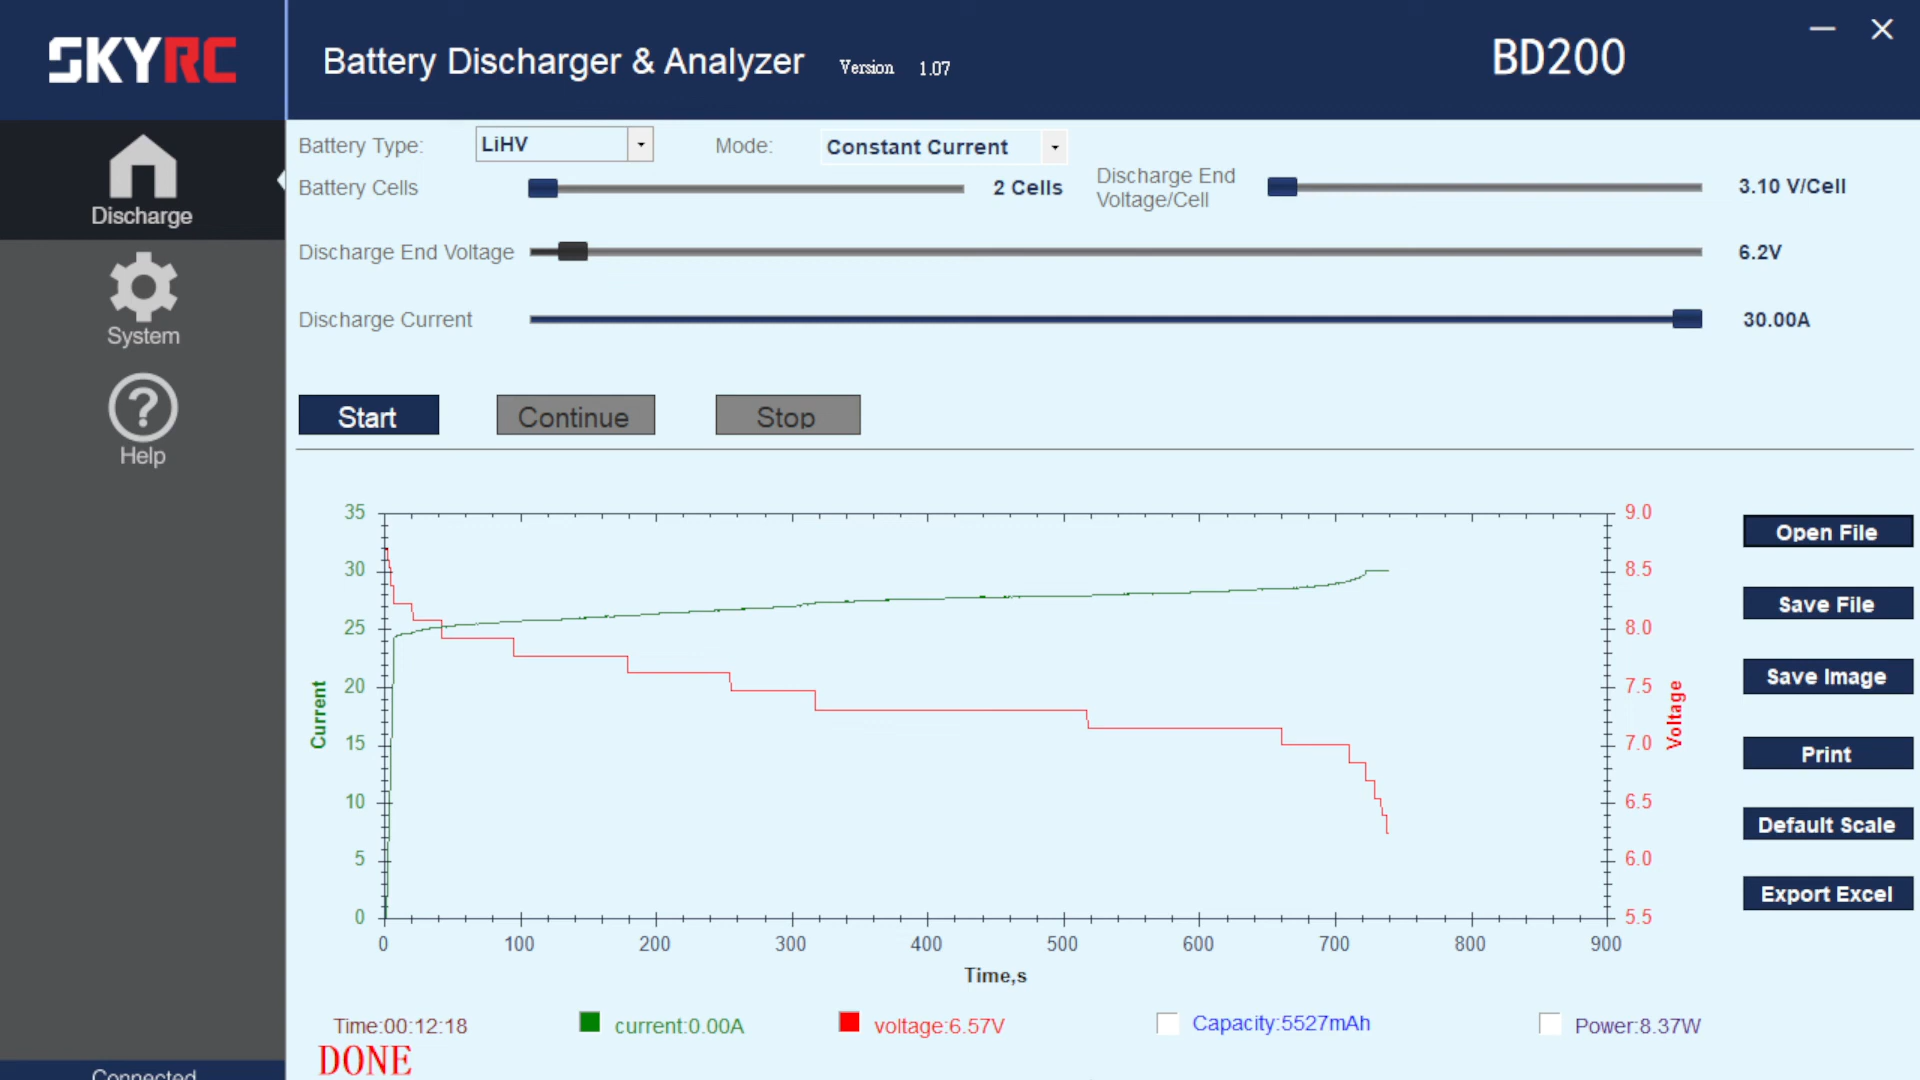 SKYRC
Battery Discharger & Analyzer Version 1.07
BD200
Battery Type: LiHV Mode: Constant Current
Battery Cells 2 Cells
Discharge End
Voltage/Cell
3.10 V/Cell
Discharge End Voltage 6.2V
Discharge Current 30.00A
Discharge
System
Help
Connected
Start Continue Stop
35
30
25
20
15
10
5
0
Current
9.0
8.5
8.0
7.5
7.0
6.5
6.0
5.5
Voltage
0 100 200 300 400 500 600 700 800 900
Time,s
Open File
Save File
Save Image
Print
Default Scale
Export Excel
Time:00:12:18 current:0.00A voltage:6.57V Capacity:5527mAh Power:8.37W
DONE